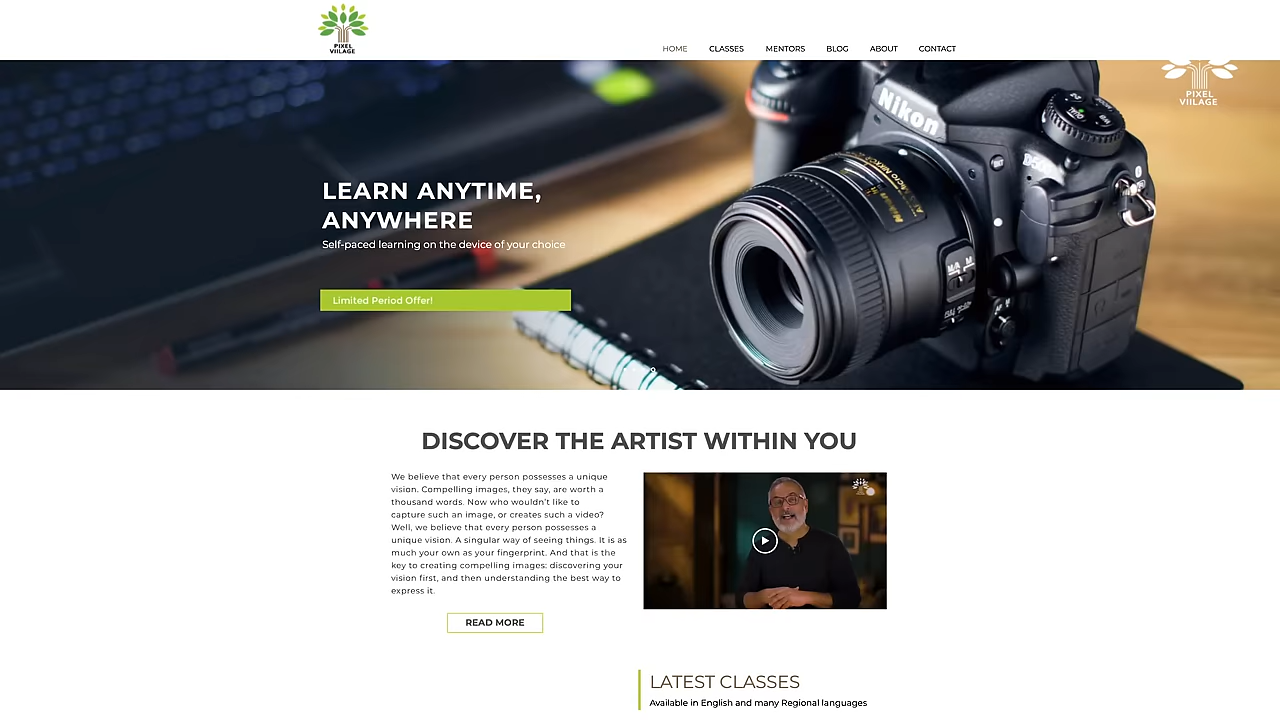 PIXEL
VIILAGE
HOME CLASSES MENTORS BLOG ABOUT CONTACT
PIXEL
VIILAGE
Nikon
LEARN ANYTIME,
ANYWHERE
Self-paced learning on the device of your choice
Limited Period Offer!
DISCOVER THE ARTIST WITHIN YOU
We believe that every person possesses a unique
vision. Compelling images, they say, are worth a
thousand words. Now who wouldn't like to
capture such an image, or creates such a video?
Well, we believe that every person possesses a
unique vision. A singular way of seeing things. It is as
much your own as your fingerprint. And that is the
key to creating compelling images: discovering your
vision first, and then understanding the best way to
express it.
READ MORE
LATEST CLASSES
Available in English and many Regional languages